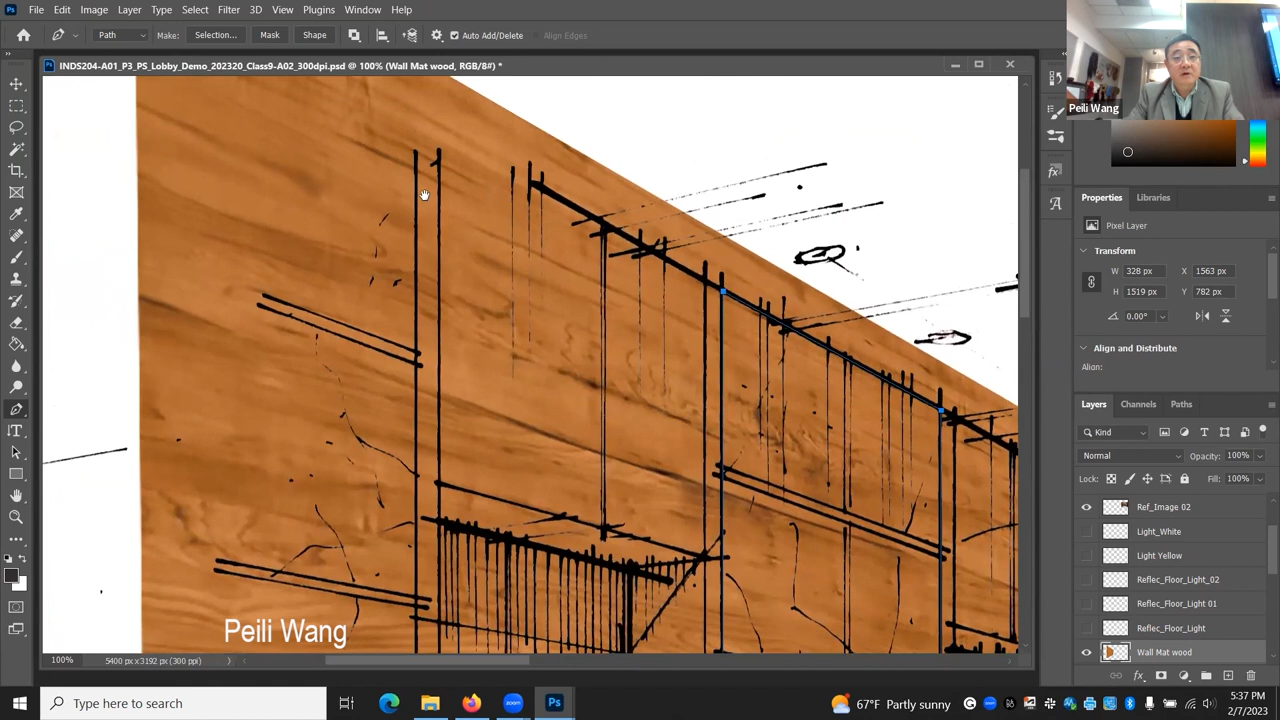 Ps File Edit Image Layer Type Select Filter 3D View Plugins Window Help
Path Make: Selection... Mask Shape Auto Add/Delete Align Edges
INDS204-A01_P3_PS_Lobby_Demo_202320_Class9-A02_300dpi.psd @ 100% (Wall Mat wood, RGB/8#) *
Peili Wang
Properties Libraries
Pixel Layer
Transform
W 328 px X 1563 px
H 1519 px Y 782 px
0.00°
Align and Distribute
Align:
Layers Channels Paths
Kind
Normal Opacity: 100%
Lock: Fill: 100%
Ref_Image 02
Light_White
Light Yellow
Reflec_Floor_Light_02
Reflec_Floor_Light 01
Reflec_Floor_Light
Wall Mat wood
Peili Wang
100% 5400 px x 3192 px (300 ppi)
Type here to search
67°F Partly sunny
5:37 PM
2/7/2023